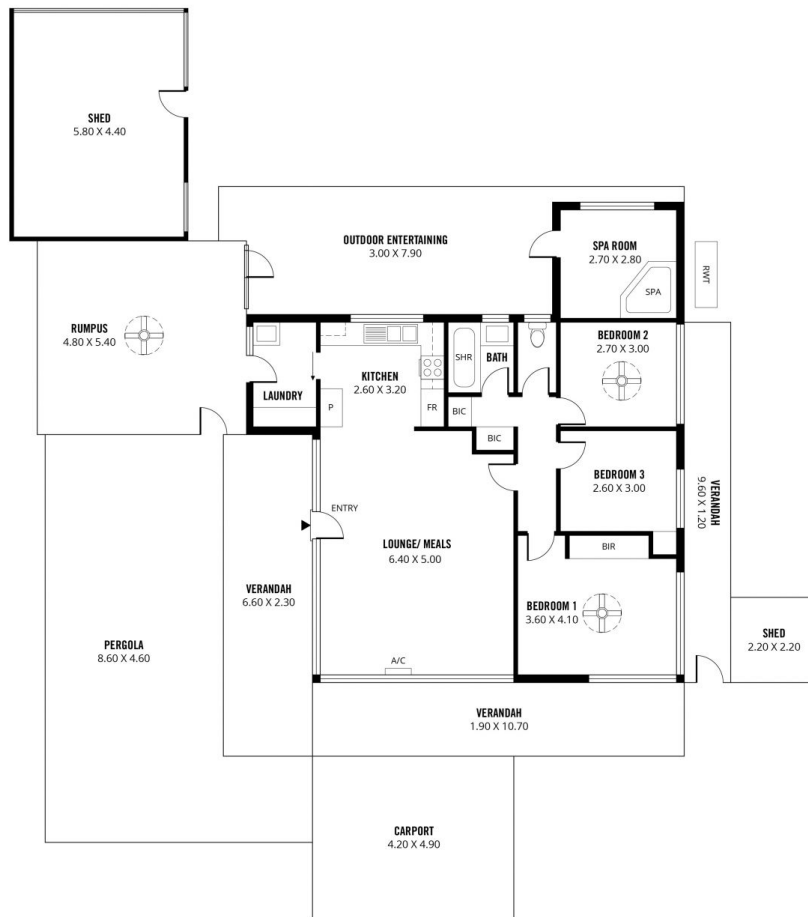 SHED
5.80 X 4.40
OUTDOOR ENTERTAINING
3.00 X 7.90
SPA ROOM
2.70 X 2.80
SPA
RWT
RUMPUS
4.80 X 5.40
LAUNDRY
KITCHEN
2.60 X 3.20
P
FR
SHR
BATH
BIC
BIC
BEDROOM 2
2.70 X 3.00
BEDROOM 3
2.60 X 3.00
VERANDAH
9.60 X 1.20
ENTRY
LOUNGE/ MEALS
6.40 X 5.00
A/C
BIR
BEDROOM 1
3.60 X 4.10
VERANDAH
6.60 X 2.30
PERGOLA
8.60 X 4.60
SHED
2.20 X 2.20
VERANDAH
1.90 X 10.70
CARPORT
4.20 X 4.90